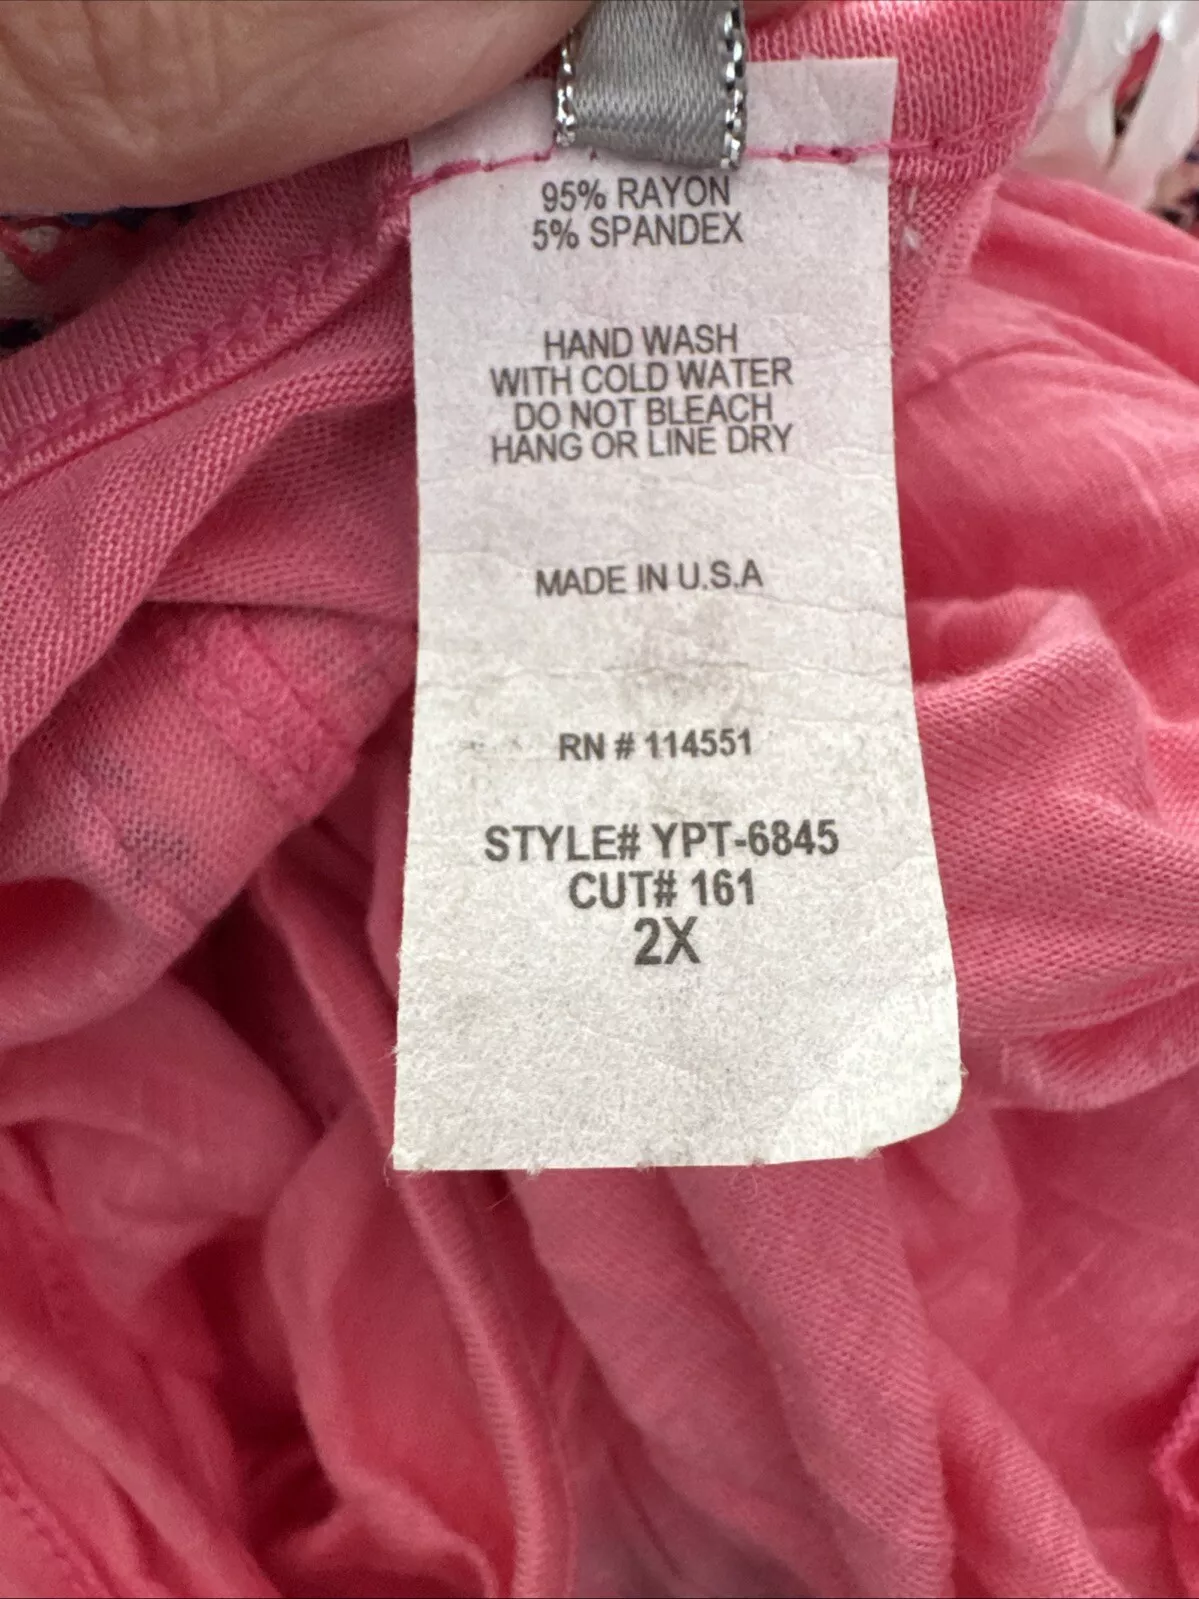 95% RAYON
5% SPANDEX
HAND WASH
WITH COLD WATER
DO NOT BLEACH
HANG OR LINE DRY
MADE IN U.S.A
RN # 114551
STYLE# YPT-6845
CUT# 161
2X